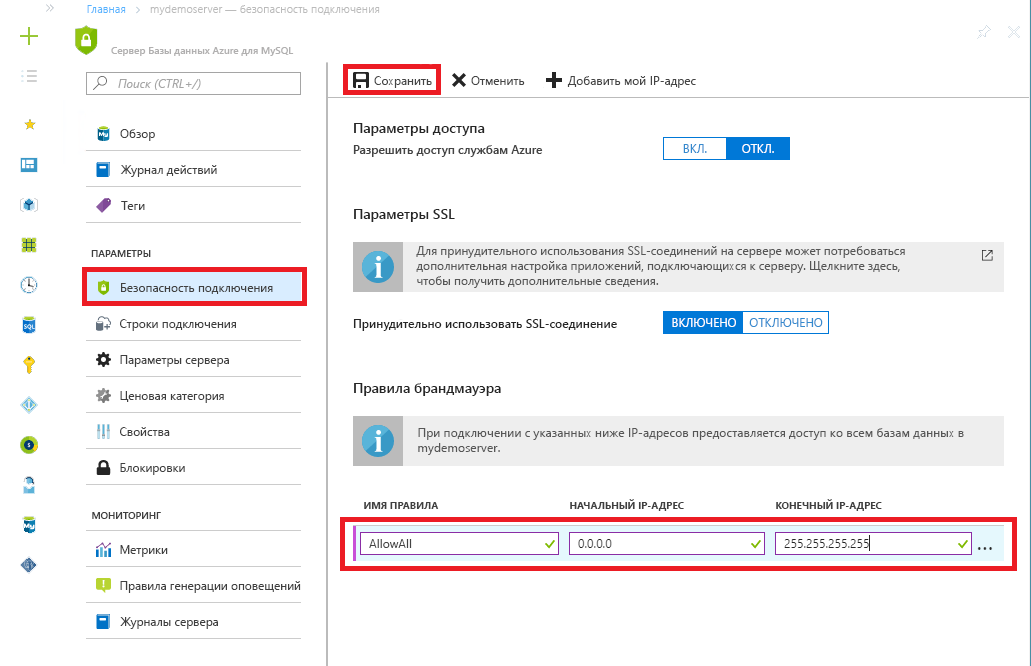 » Главная > mydemoserver — безопасность подключения
Сервер Базы данных Azure для MySQL
Поиск (CTRL+/)
Обзор
Журнал действий
Теги
ПАРАМЕТРЫ
Безопасность подключения
Строки подключения
Параметры сервера
Ценовая категория
Свойства
Блокировки
МОНИТОРИНГ
Метрики
Правила генерации оповещений
Журналы сервера
Сохранить Отменить Добавить мой IP-адрес
Параметры доступа
Разрешить доступ службам Azure ВКЛ. ОТКЛ.
Параметры SSL
Для принудительного использования SSL-соединений на сервере может потребоваться
дополнительная настройка приложений, подключающихся к серверу. Щелкните здесь,
чтобы получить дополнительные сведения.
Принудительно использовать SSL-соединение ВКЛЮЧЕНО ОТКЛЮЧЕНО
Правила брандмауэра
При подключении с указанных ниже IP-адресов предоставляется доступ ко всем базам данных в
mydemoserver.
ИМЯ ПРАВИЛА НАЧАЛЬНЫЙ IP-АДРЕС КОНЕЧНЫЙ IP-АДРЕС
AllowAll 0.0.0.0 255.255.255.255 ...